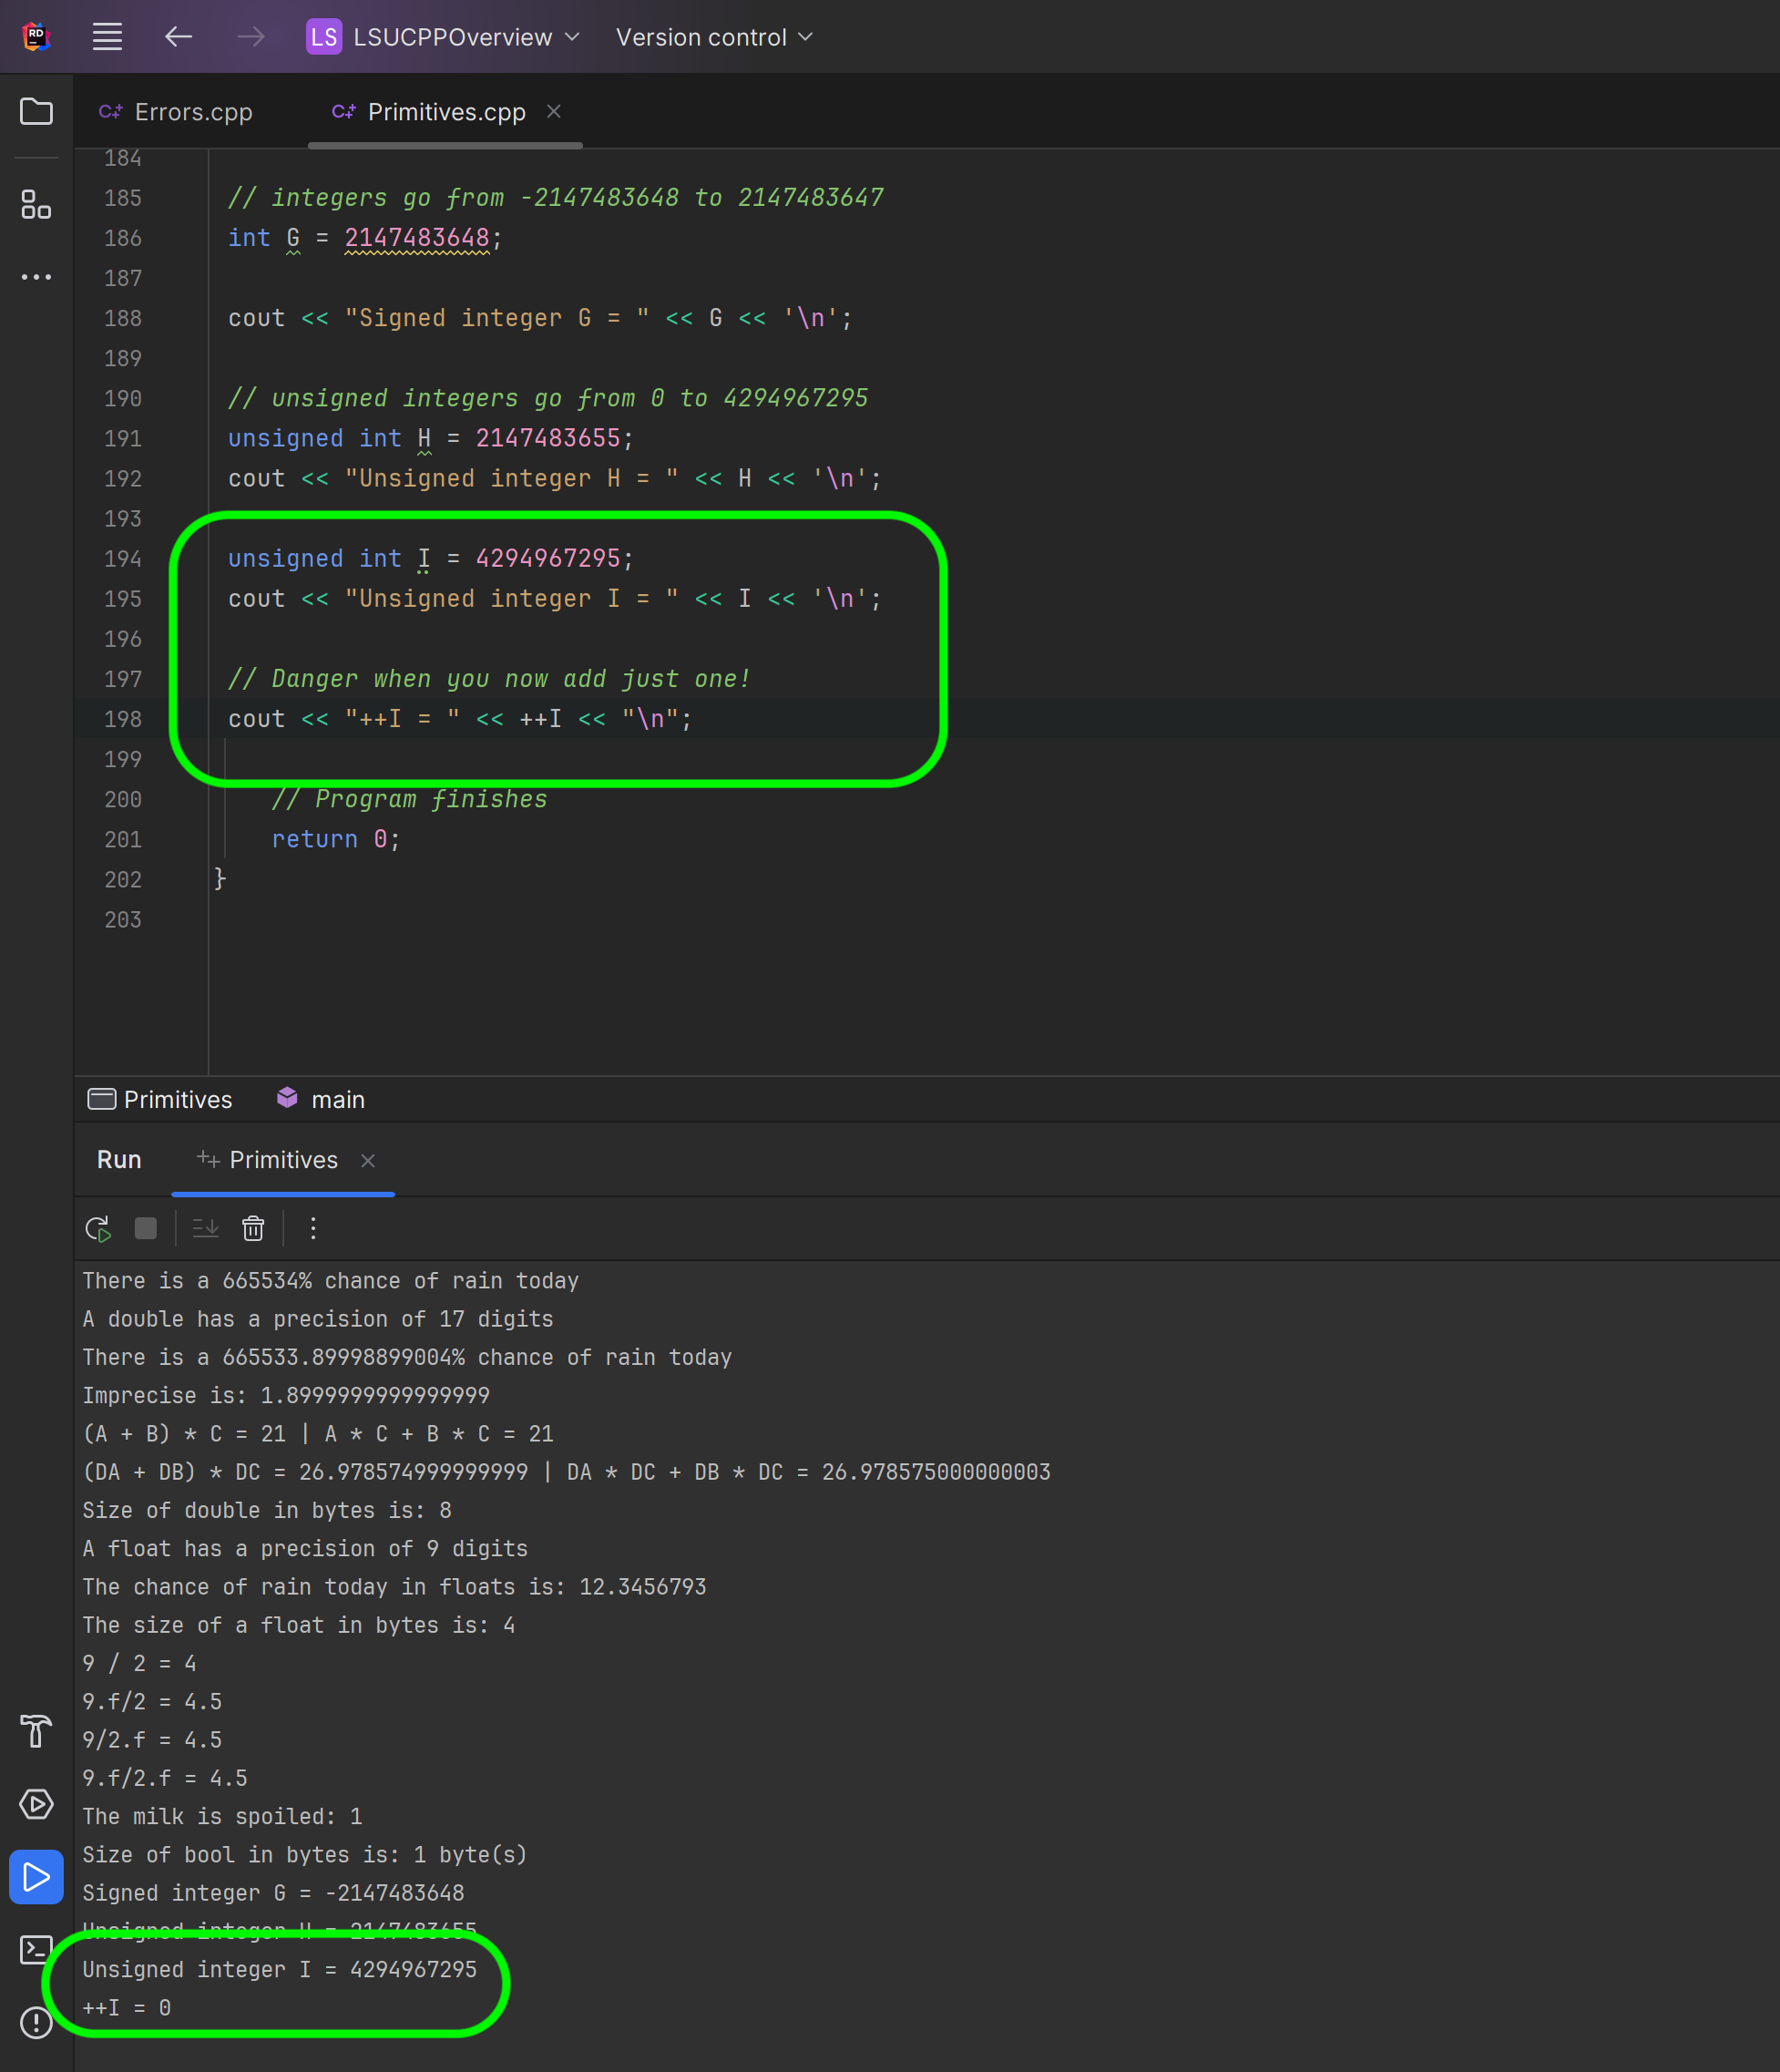 RD
LS LSUCPPOverview Version control
C++ Errors.cpp C++ Primitives.cpp
184
185 // integers go from -2147483648 to 2147483647
186 int G = 2147483648;
187
188 cout << "Signed integer G = " << G << '\n';
189
190 // unsigned integers go from 0 to 4294967295
191 unsigned int H = 2147483655;
192 cout << "Unsigned integer H = " << H << '\n';
193
194 unsigned int I = 4294967295;
195 cout << "Unsigned integer I = " << I << '\n';
196
197 // Danger when you now add just one!
198 cout << "++I = " << ++I << "\n";
199
200 // Program finishes
201 return 0;
202 }
203
Primitives main
Run Primitives
There is a 665534% chance of rain today
A double has a precision of 17 digits
There is a 665533.89998899004% chance of rain today
Imprecise is: 1.8999999999999999
(A + B) * C = 21 | A * C + B * C = 21
(DA + DB) * DC = 26.978574999999999 | DA * DC + DB * DC = 26.978575000000003
Size of double in bytes is: 8
A float has a precision of 9 digits
The chance of rain today in floats is: 12.3456793
The size of a float in bytes is: 4
9 / 2 = 4
9.f/2 = 4.5
9/2.f = 4.5
9.f/2.f = 4.5
The milk is spoiled: 1
Size of bool in bytes is: 1 byte(s)
Signed integer G = -2147483648
Unsigned integer H = 2147483655
Unsigned integer I = 4294967295
++I = 0